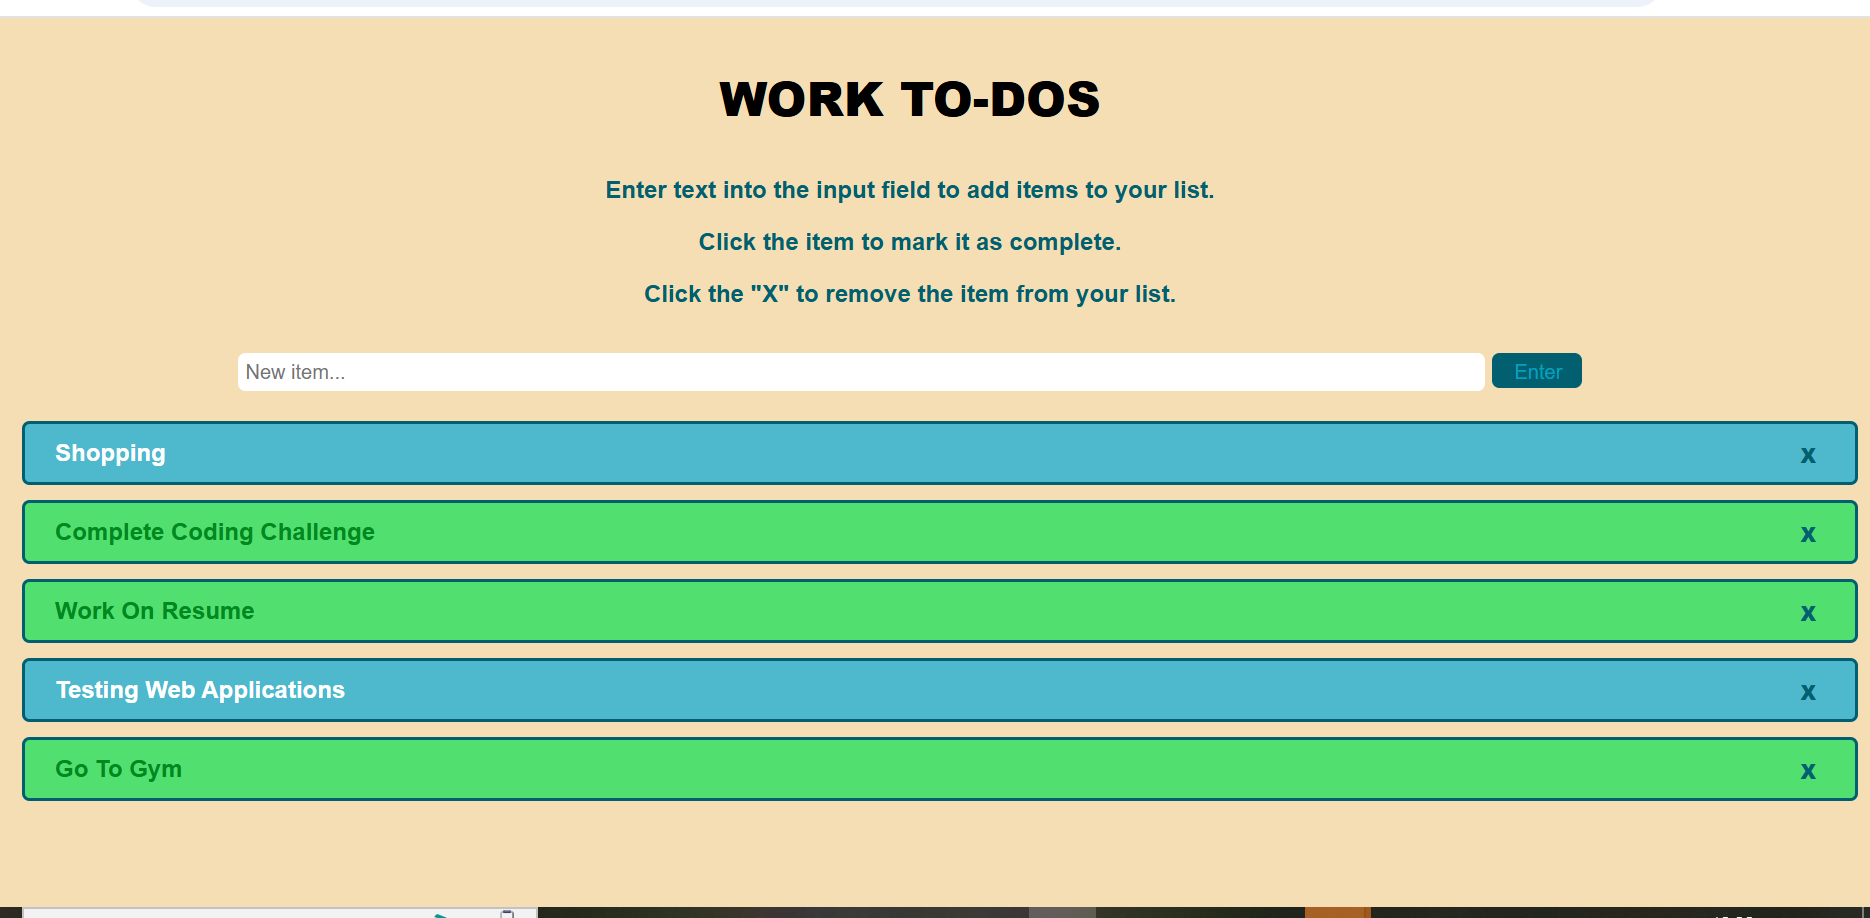 WORK TO-DOS
Enter text into the input field to add items to your list.
Click the item to mark it as complete.
Click the "X" to remove the item from your list.
New item... Enter
Shopping x
Complete Coding Challenge x
Work On Resume x
Testing Web Applications x
Go To Gym x